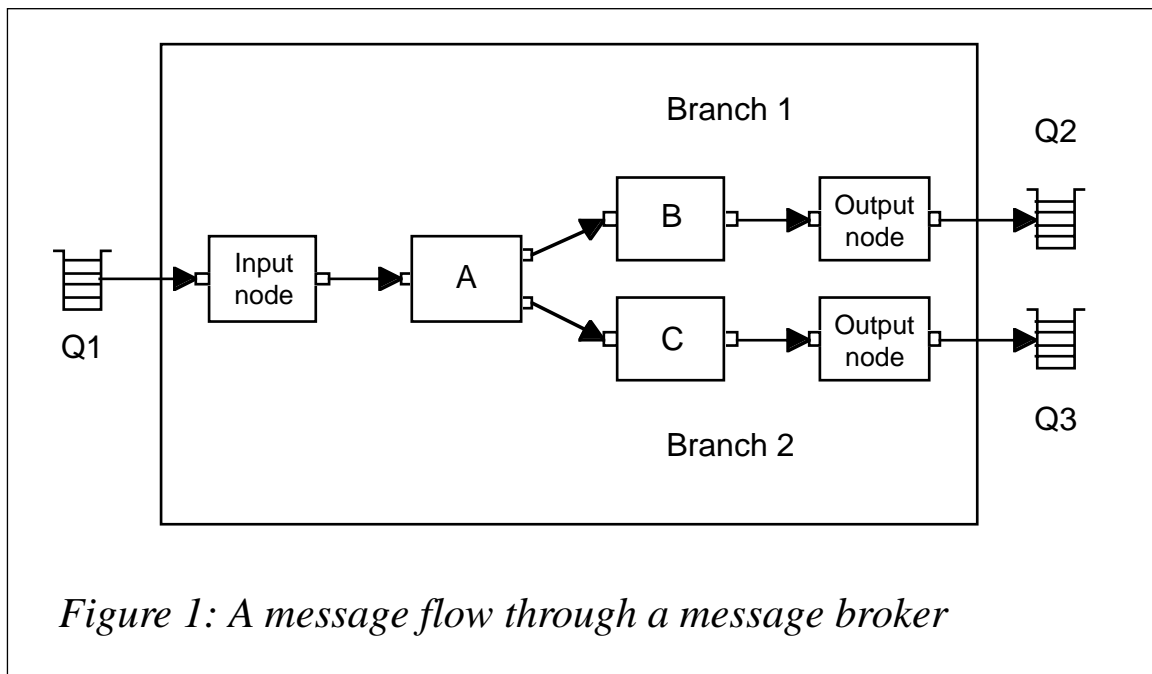 Branch 1
Q2
B
Output
node
Input
node
A
Q1
C
Output
node
Q3
Branch 2
Figure 1: A message flow through a message broker